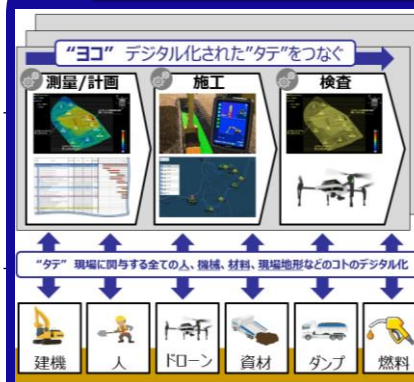 “ヨコ” デジタル化された”タテ”をつなぐ
測量/計画
施工
検査
“タテ” 現場に関与する全ての人、機械、材料、現場地形などのコトのデジタル化
建機
人
ドローン
資材
ダンプ
燃料